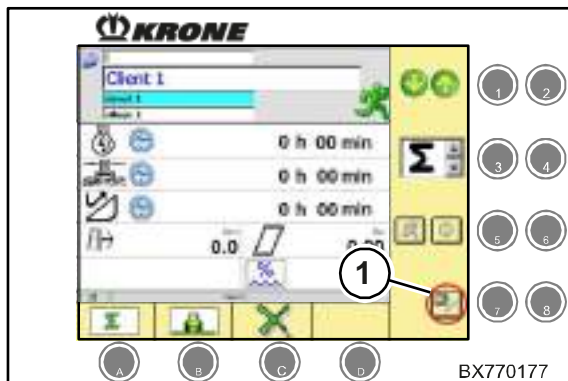 KRONE
Client 1
0 h 00 min
1 2
0 h 00 min
Σ
3 4
0 h 00 min
0.0
5 6
%
1
Σ
7 8
A B C D
BX770177